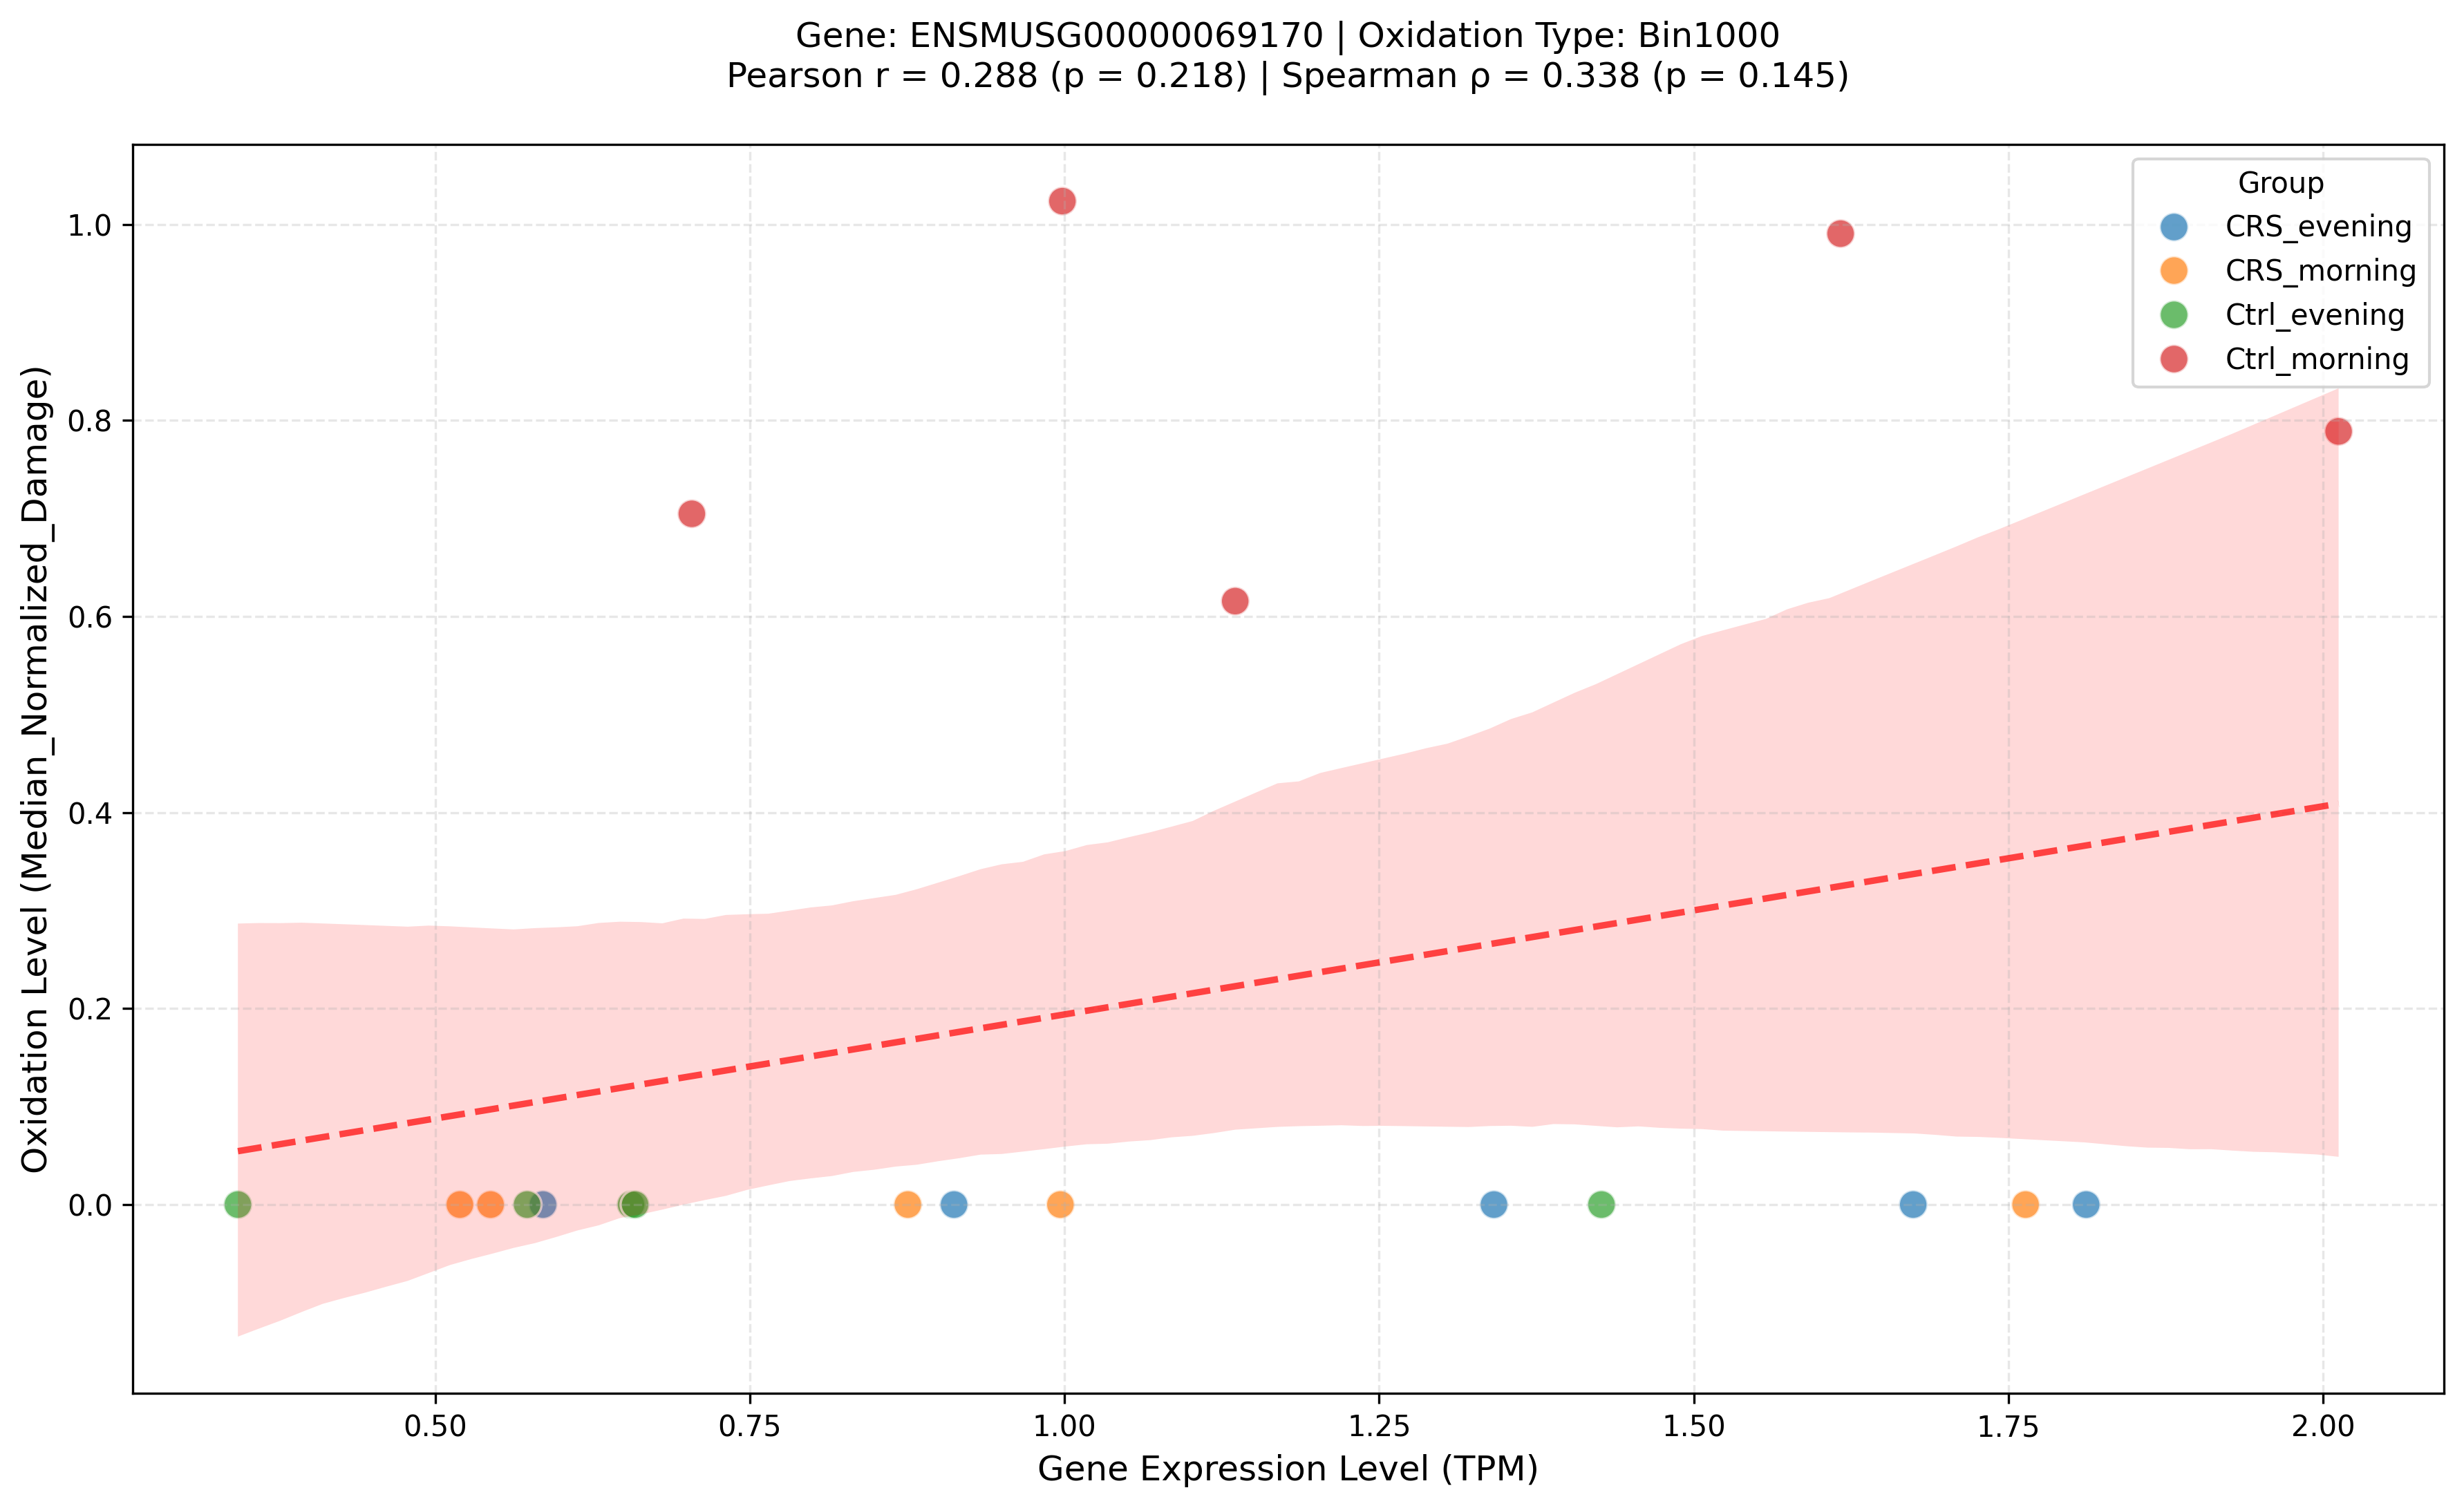 Gene: ENSMUSG00000069170 | Oxidation Type: Bin1000
Pearson r = 0.288 (p = 0.218) | Spearman ρ = 0.338 (p = 0.145)
Group
CRS_evening
CRS_morning
Ctrl_evening
Ctrl_morning
Oxidation Level (Median_Normalized_Damage)
1.0
0.8
0.6
0.4
0.2
0.0
0.50 0.75 1.00 1.25 1.50 1.75 2.00
Gene Expression Level (TPM)